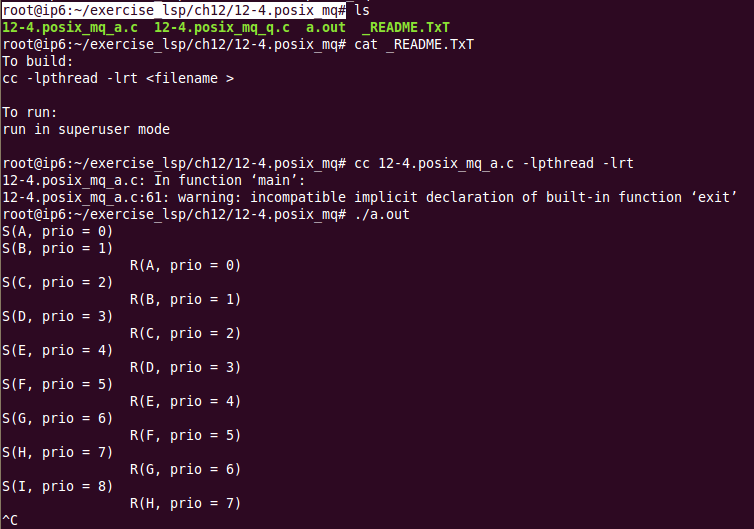 root@ip6:~/exercise_lsp/ch12/12-4.posix_mq# ls
12-4.posix_mq_a.c  12-4.posix_mq_q.c  a.out  _README.TxT
root@ip6:~/exercise_lsp/ch12/12-4.posix_mq# cat _README.TxT
To build:
cc -lpthread -lrt <filename >

To run:
run in superuser mode

root@ip6:~/exercise_lsp/ch12/12-4.posix_mq# cc 12-4.posix_mq_a.c -lpthread -lrt
12-4.posix_mq_a.c: In function ‘main’:
12-4.posix_mq_a.c:61: warning: incompatible implicit declaration of built-in function ‘exit’
root@ip6:~/exercise_lsp/ch12/12-4.posix_mq# ./a.out
S(A, prio = 0)
S(B, prio = 1)
                R(A, prio = 0)
S(C, prio = 2)
                R(B, prio = 1)
S(D, prio = 3)
                R(C, prio = 2)
S(E, prio = 4)
                R(D, prio = 3)
S(F, prio = 5)
                R(E, prio = 4)
S(G, prio = 6)
                R(F, prio = 5)
S(H, prio = 7)
                R(G, prio = 6)
S(I, prio = 8)
                R(H, prio = 7)
^C